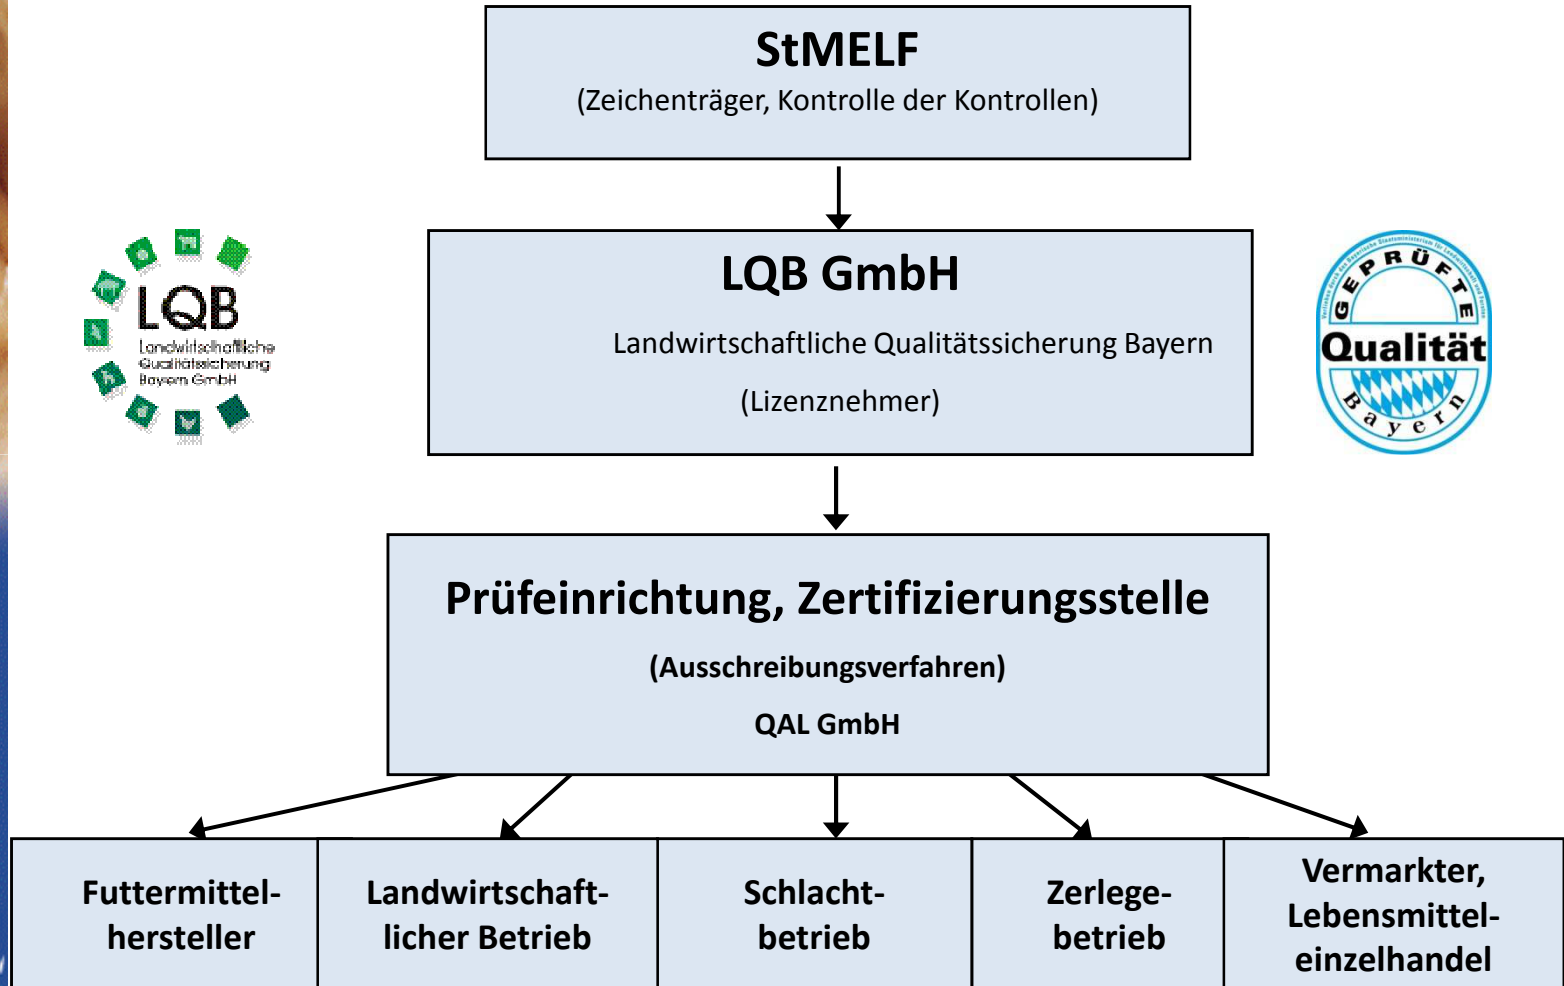 StMELF
(Zeichenträger, Kontrolle der Kontrollen)
LQB
Landwirtschaftliche
Qualitätssicherung
Bayern GmbH
LQB GmbH
Landwirtschaftliche Qualitätssicherung Bayern
(Lizenznehmer)
GEPRÜFTE
Qualität
Bayern
Prüfeinrichtung, Zertifizierungsstelle
(Ausschreibungsverfahren)
QAL GmbH
Futtermittel-
hersteller
Landwirtschaft-
licher Betrieb
Schlacht-
betrieb
Zerlege-
betrieb
Vermarkter,
Lebensmittel-
einzelhandel